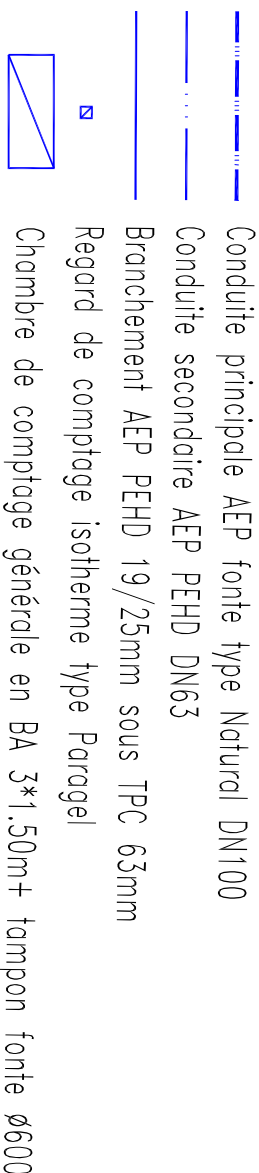 Conduite principale AEP fonte type Natural DN100
Conduite secondaire AEP PEHD DN63
Branchement AEP PEHD 19/25mm sous TPC 63mm
Regard de comptage isotherme type Paragel
Chambre de comptage générale en BA 3*1.50m+ tampon fonte Ø600